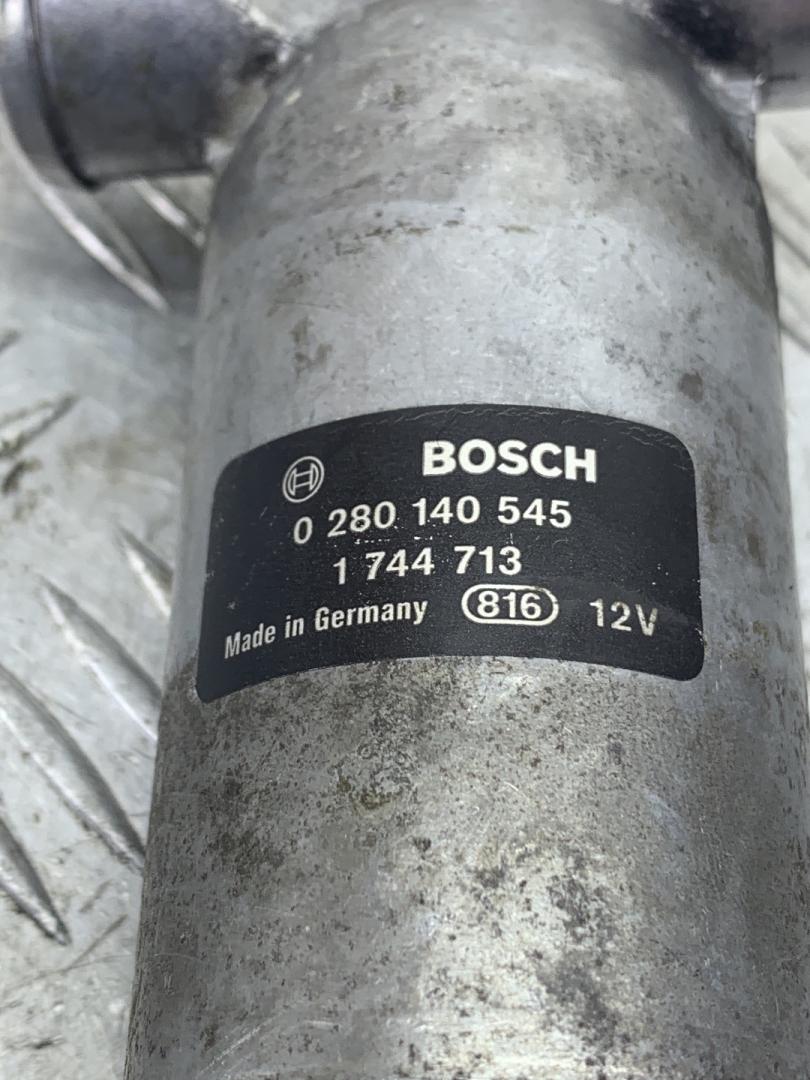 BOSCH
0 280 140 545
1 744 713
Made in Germany 816 12V